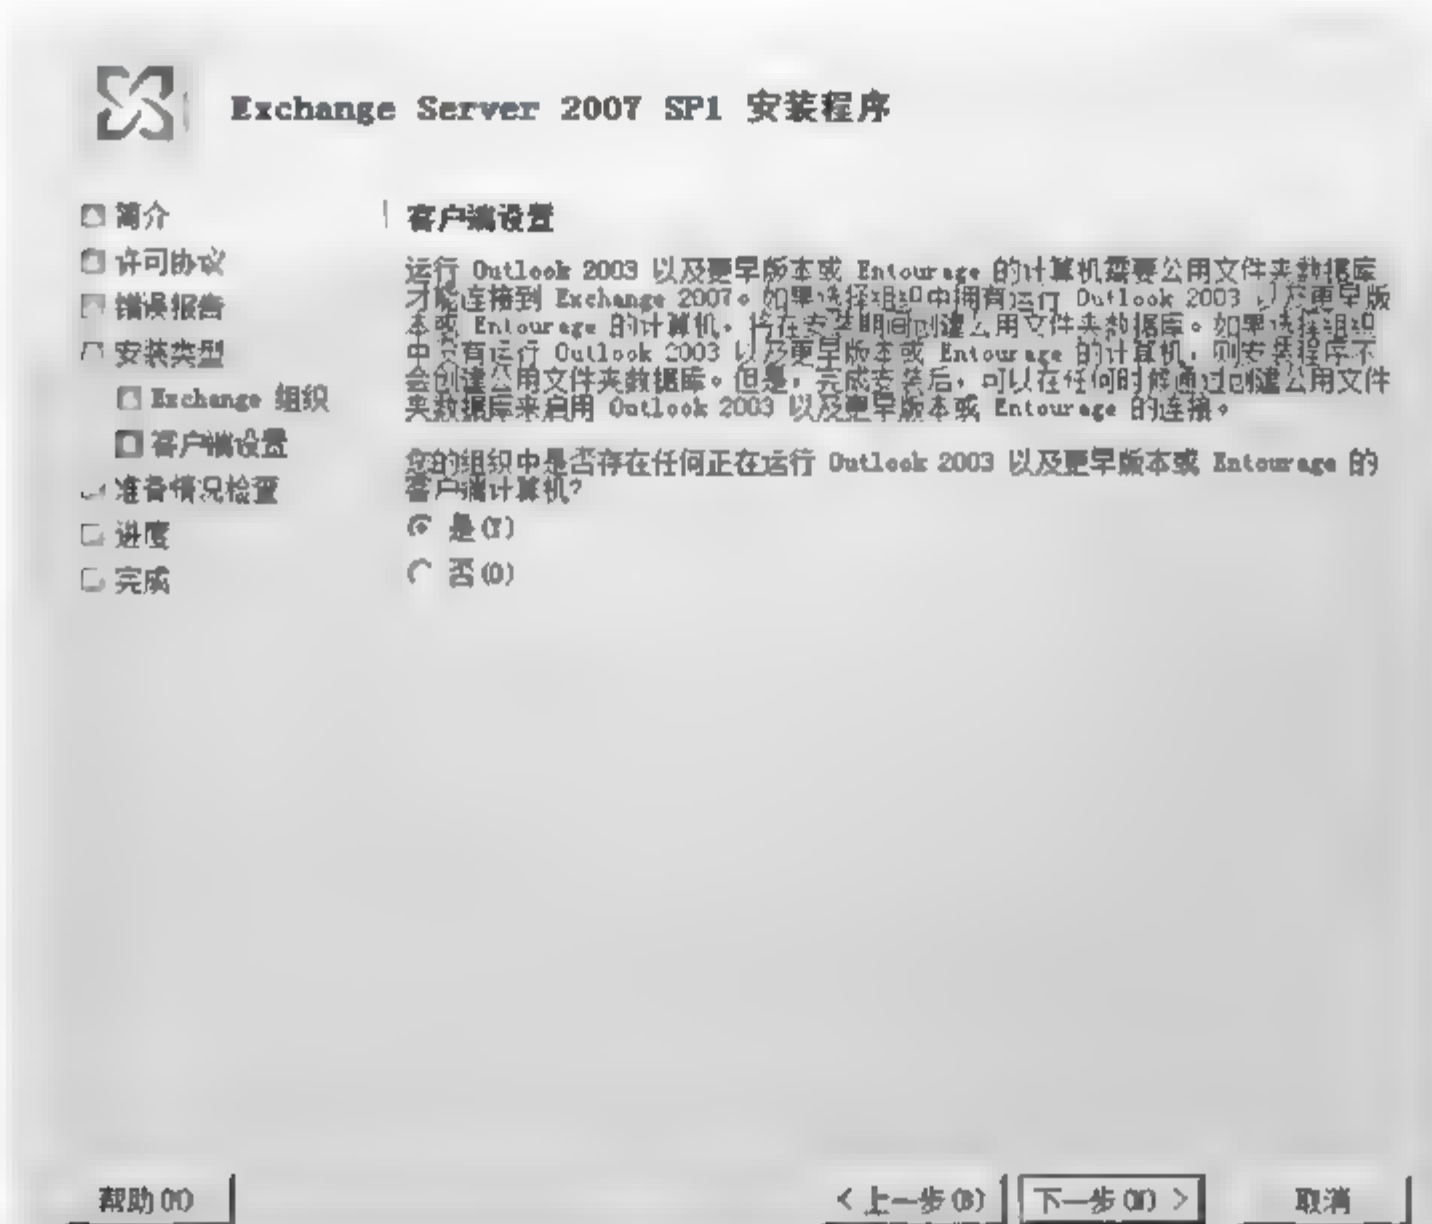 Exchange Server 2007 SP1 安装程序
简介
许可协议
错误报告
安装类型
Exchange 组织
客户端设置
准备情况检查
进度
完成
客户端设置
运行 Outlook 2003 以及更早版本或 Entourage 的计算机需要公用文件夹数据库
才能连接到 Exchange 2007。如果选择组织中拥有运行 Outlook 2003 以及更早版
本或 Entourage 的计算机，将在安装期间创建公用文件夹数据库。如果选择组织
中没有运行 Outlook 2003 以及更早版本或 Entourage 的计算机，则安装程序不
会创建公用文件夹数据库。但是，完成安装后，可以在任何时候通过创建公用文件
夹数据库来启用 Outlook 2003 以及更早版本或 Entourage 的连接。
您的组织中是否存在任何正在运行 Outlook 2003 以及更早版本或 Entourage 的
客户端计算机?
是(Y)
否(O)
帮助(H)
< 上一步(B)
下一步(N) >
取消